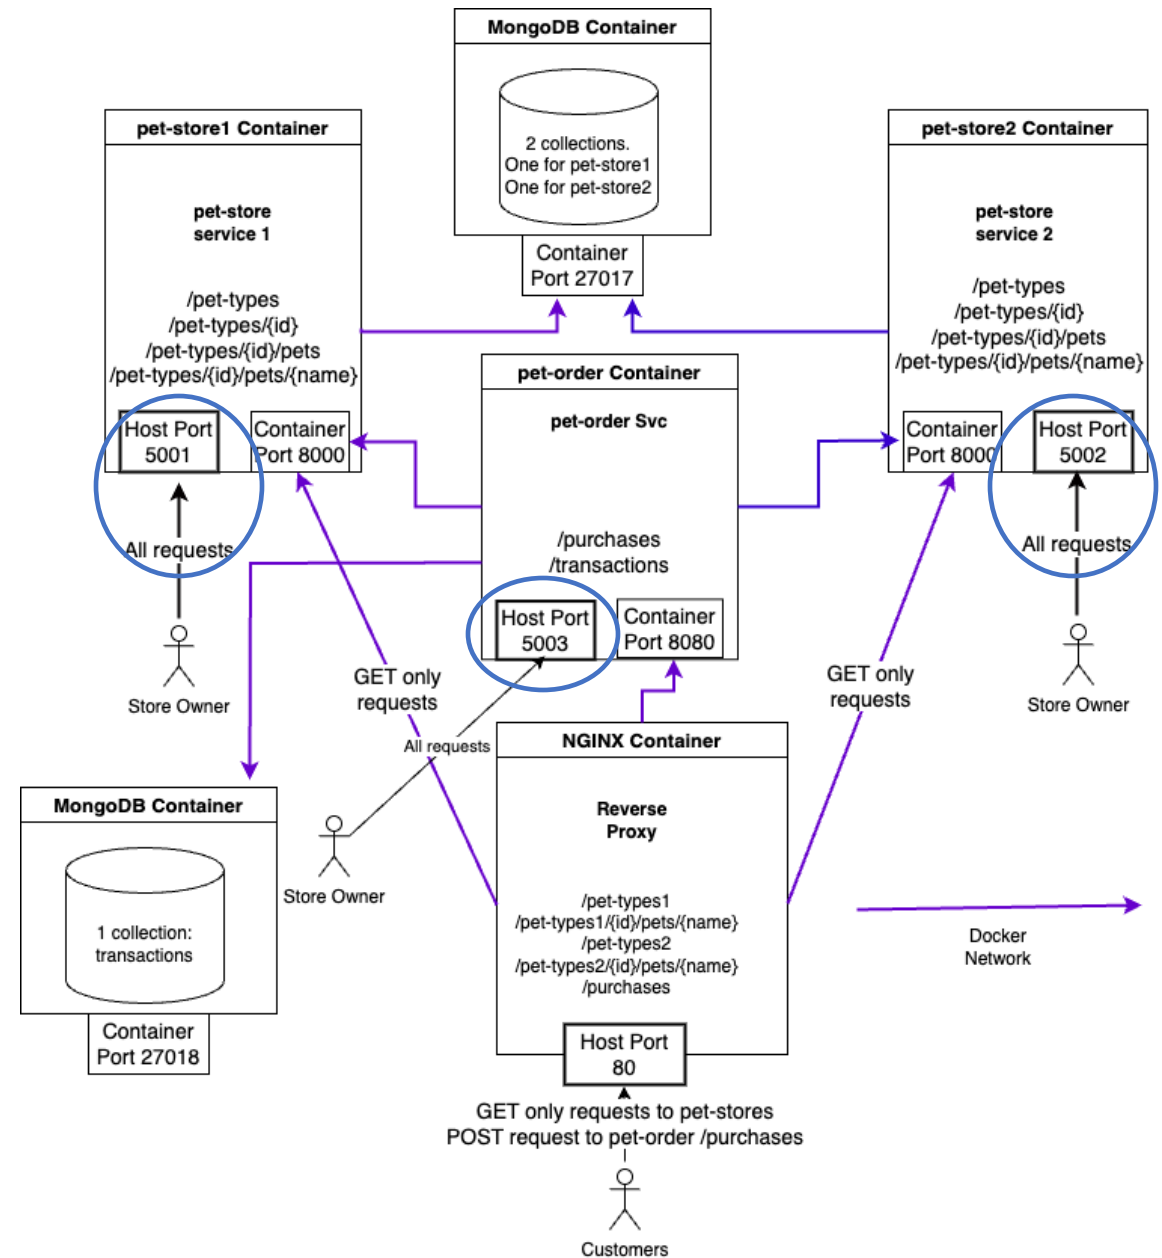 MongoDB Container
2 collections.
One for pet-store1
One for pet-store2
Container
Port 27017
pet-store1 Container
pet-store
service 1
/pet-types
/pet-types/{id}
/pet-types/{id}/pets
/pet-types/{id}/pets/{name}
Host Port
5001
Container
Port 8000
All requests
Store Owner
pet-store2 Container
pet-store
service 2
/pet-types
/pet-types/{id}
/pet-types/{id}/pets
/pet-types/{id}/pets/{name}
Container
Port 8000
Host Port
5002
All requests
Store Owner
pet-order Container
pet-order Svc
/purchases
/transactions
Host Port
5003
Container
Port 8080
GET only
requests
GET only
requests
All requests
Store Owner
MongoDB Container
1 collection:
transactions
Container
Port 27018
NGINX Container
Reverse
Proxy
/pet-types1
/pet-types1/{id}/pets/{name}
/pet-types2
/pet-types2/{id}/pets/{name}
/purchases
Host Port
80
Docker
Network
GET only requests to pet-stores
POST request to pet-order /purchases
Customers